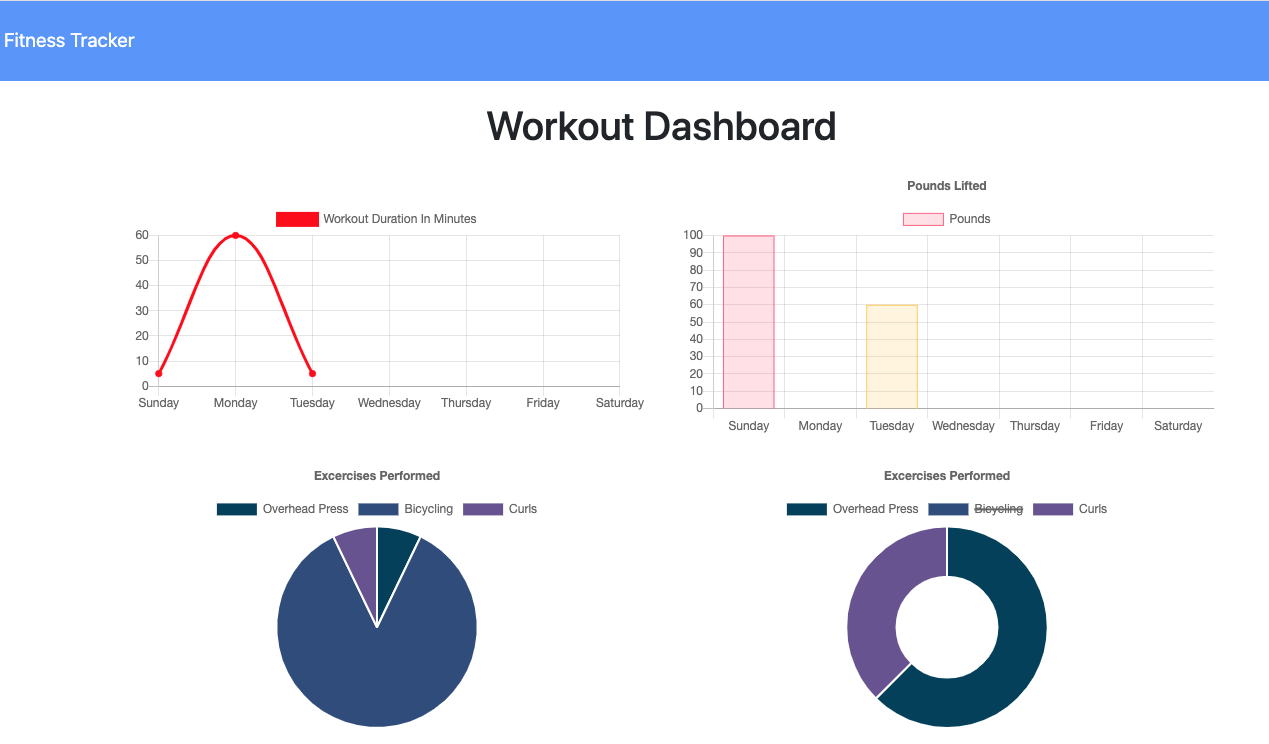 Fitness Tracker
Workout Dashboard
Workout Duration In Minutes
60
50
40
30
20
10
0
Sunday Monday Tuesday Wednesday Thursday Friday Saturday
Pounds Lifted
Pounds
100
90
80
70
60
50
40
30
20
10
0
Sunday Monday Tuesday Wednesday Thursday Friday Saturday
Excercises Performed
Overhead Press Bicycling Curls
Excercises Performed
Overhead Press Bicycling Curls